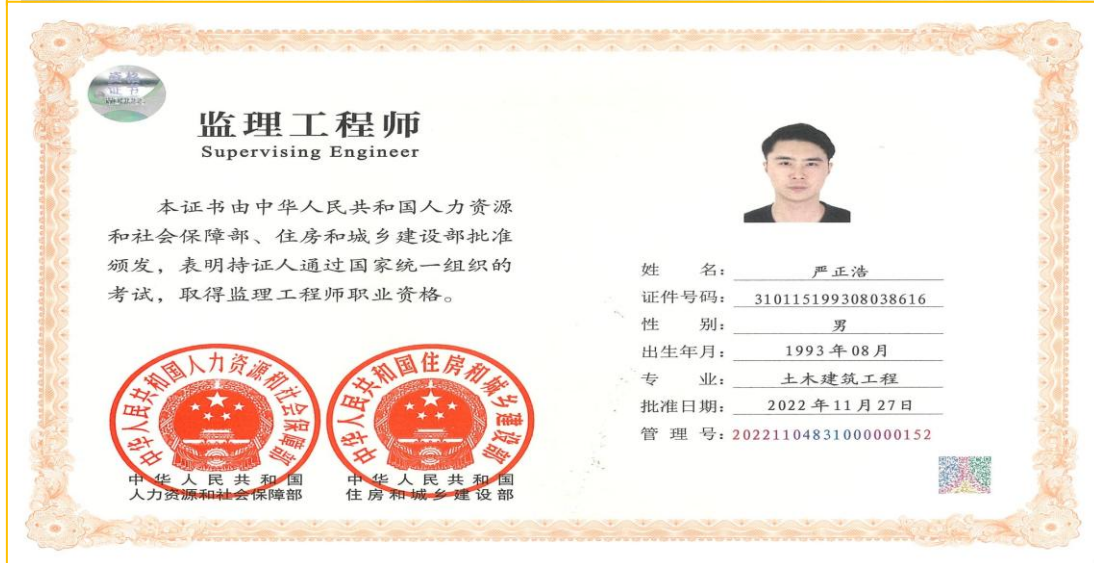 资格
证书
监理工程师
Supervising Engineer
本证书由中华人民共和国人力资源
和社会保障部、住房和城乡建设部批准
颁发，表明持证人通过国家统一组织的
考试，取得监理工程师职业资格。
中华人民共和国人力资源和社会保障部
中华人民共和国住房和城乡建设部
中华人民共和国
人力资源和社会保障部
中华人民共和国
住房和城乡建设部
姓 名：严正浩
证件号码：310115199308038616
性 别：男
出生年月：1993年08月
专 业：土木建筑工程
批准日期：2022年11月27日
管 理 号：20221104831000000152